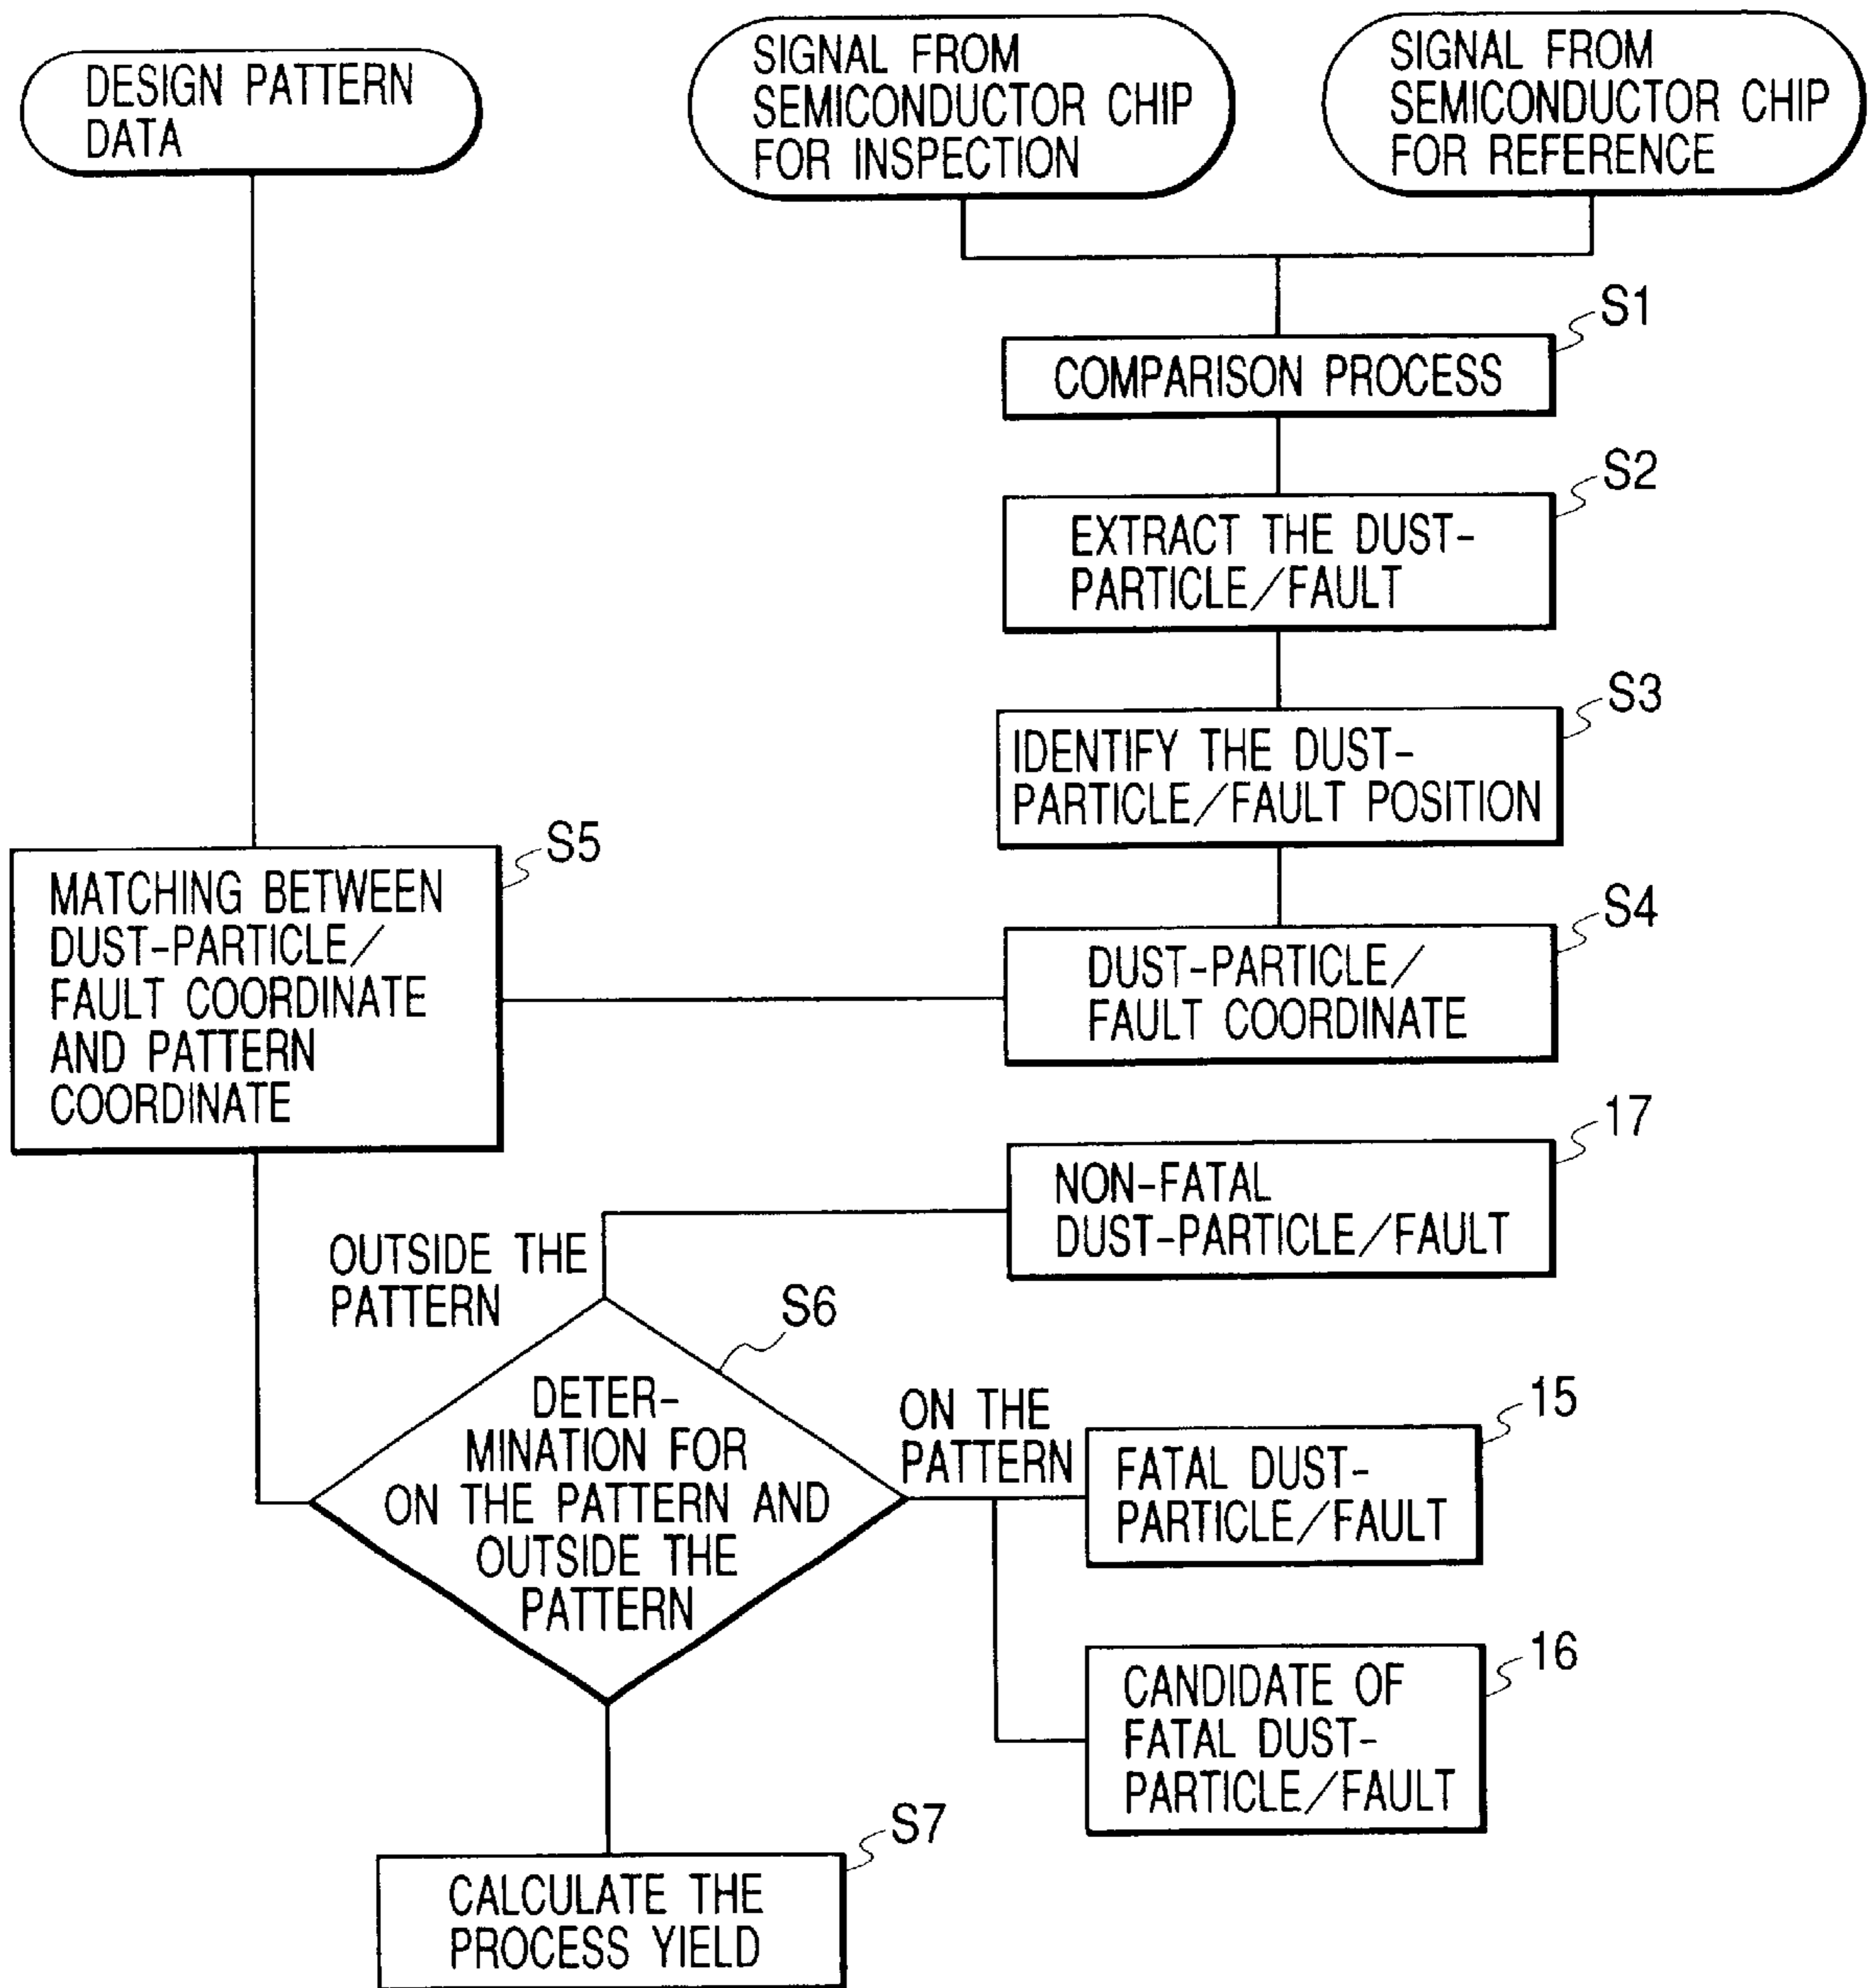 DESIGN PATTERN
DATA
SIGNAL FROM
SEMICONDUCTOR CHIP
FOR INSPECTION
SIGNAL FROM
SEMICONDUCTOR CHIP
FOR REFERENCE
S1
COMPARISON PROCESS
S2
EXTRACT THE DUST-
PARTICLE/FAULT
S3
IDENTIFY THE DUST-
PARTICLE/FAULT POSITION
S5
MATCHING BETWEEN
DUST-PARTICLE/
FAULT COORDINATE
AND PATTERN
COORDINATE
S4
DUST-PARTICLE/
FAULT COORDINATE
17
NON-FATAL
DUST-PARTICLE/FAULT
OUTSIDE THE
PATTERN
S6
DETER-
MINATION FOR
ON THE PATTERN AND
OUTSIDE THE
PATTERN
ON THE
PATTERN
15
FATAL DUST-
PARTICLE/FAULT
16
CANDIDATE OF
FATAL DUST-
PARTICLE/FAULT
S7
CALCULATE THE
PROCESS YIELD